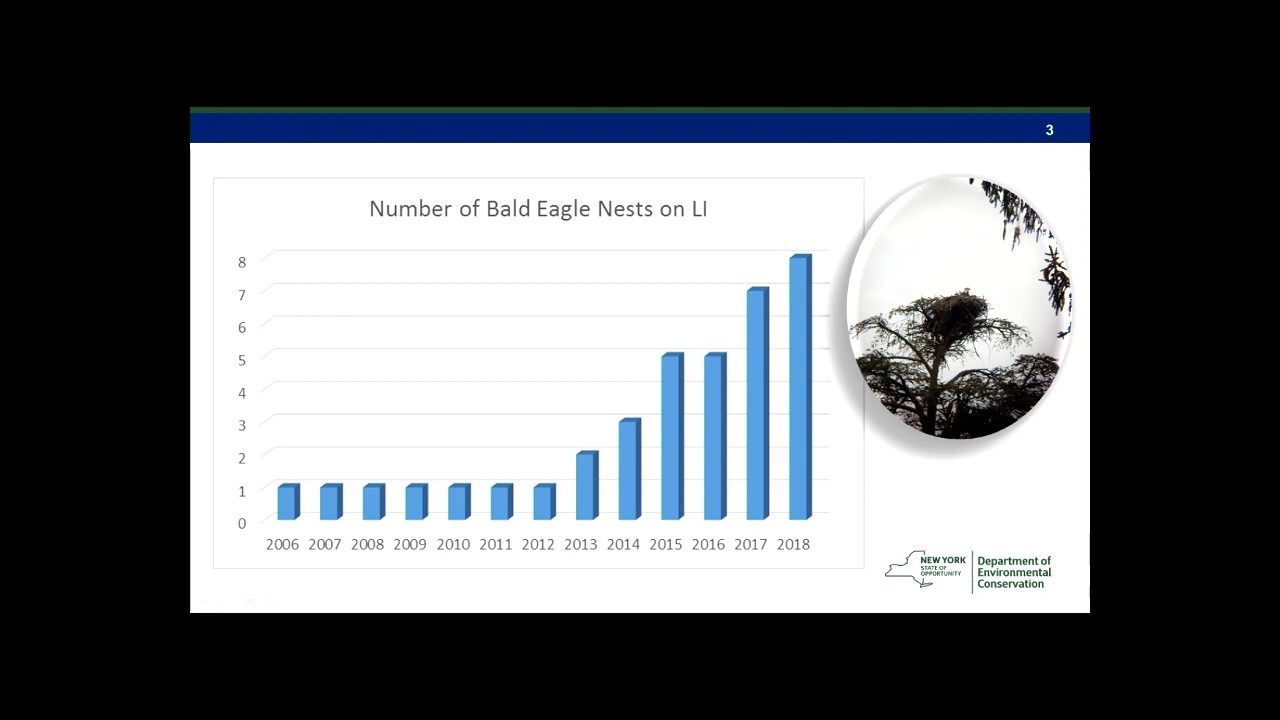 3
Number of Bald Eagle Nests on LI
8
7
6
5
4
3
2
1
0
2006 2007 2008 2009 2010 2011 2012 2013 2014 2015 2016 2017 2018
NEW YORK
STATE OF
OPPORTUNITY
Department of
Environmental
Conservation